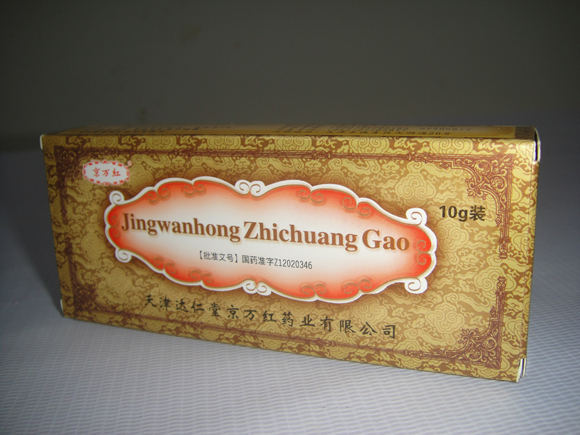 京万红
10g装
Jingwanhong Zhichuang Gao
【批准文号】国药准字Z12020346
天津达仁堂京万红药业有限公司